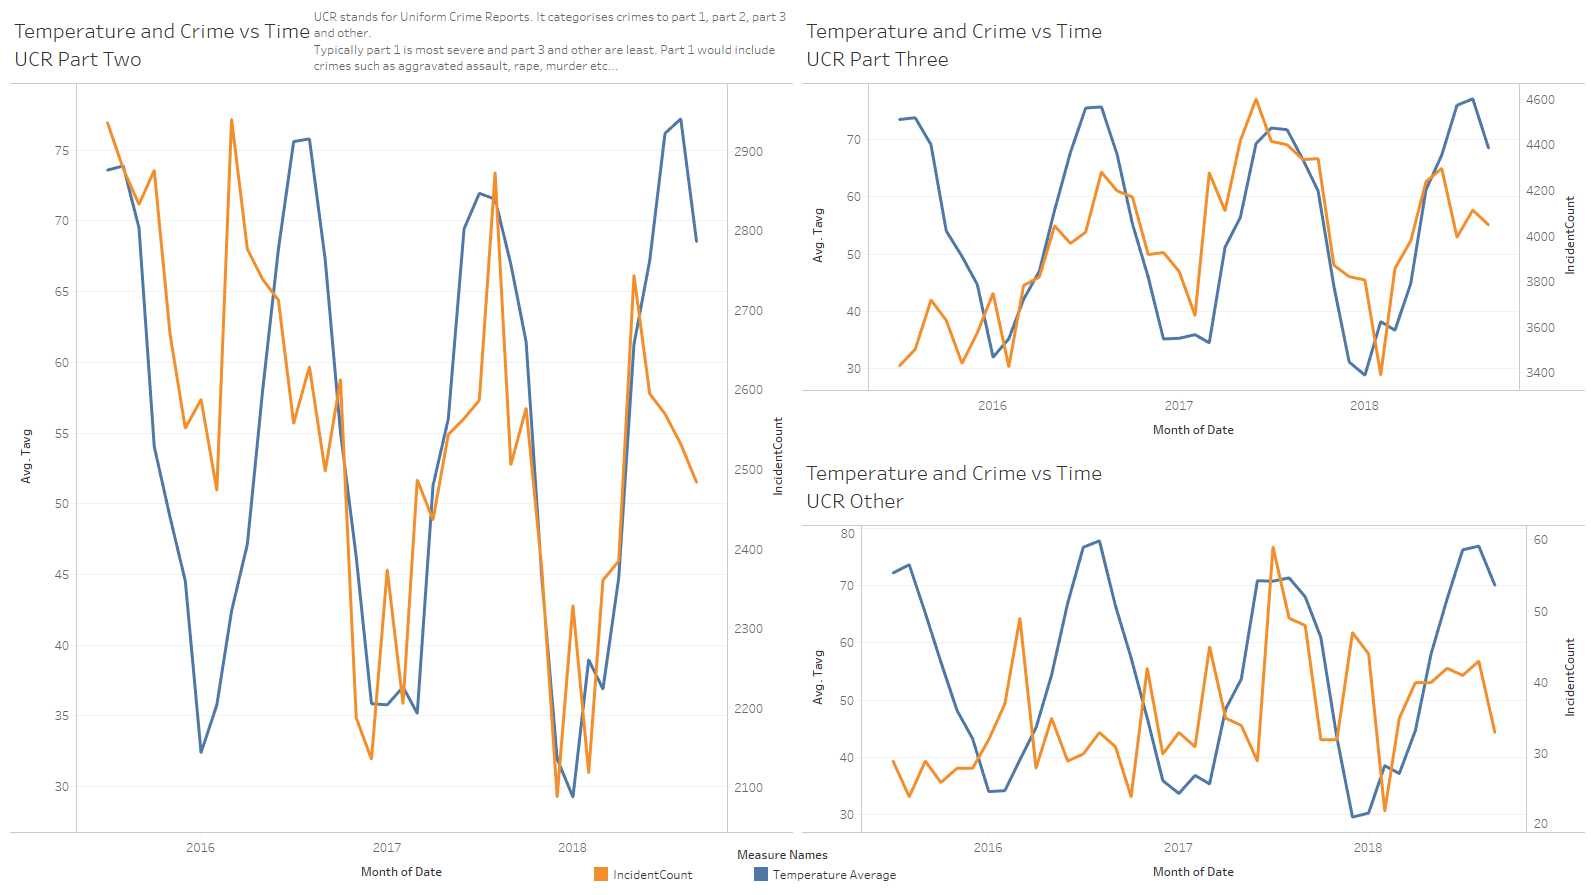 Temperature and Crime vs Time
UCR Part Two
UCR stands for Uniform Crime Reports. It categorises crimes to part 1, part 2, part 3
and other.
Typically part 1 is most severe and part 3 and other are least. Part 1 would include
crimes such as aggravated assault, rape, murder etc...
75
70
65
60
55
50
45
40
35
30
Avg. Tavg
2900
2800
2700
2600
2500
2400
2300
2200
2100
IncidentCount
2016
2017
2018
Month of Date
Temperature and Crime vs Time
UCR Part Three
70
60
50
40
30
Avg. Tavg
4600
4400
4200
4000
3800
3600
3400
IncidentCount
2016
2017
2018
Month of Date
Temperature and Crime vs Time
UCR Other
80
70
60
50
40
30
Avg. Tavg
60
50
40
30
20
IncidentCount
2016
2017
2018
Month of Date
Measure Names
IncidentCount
Temperature Average